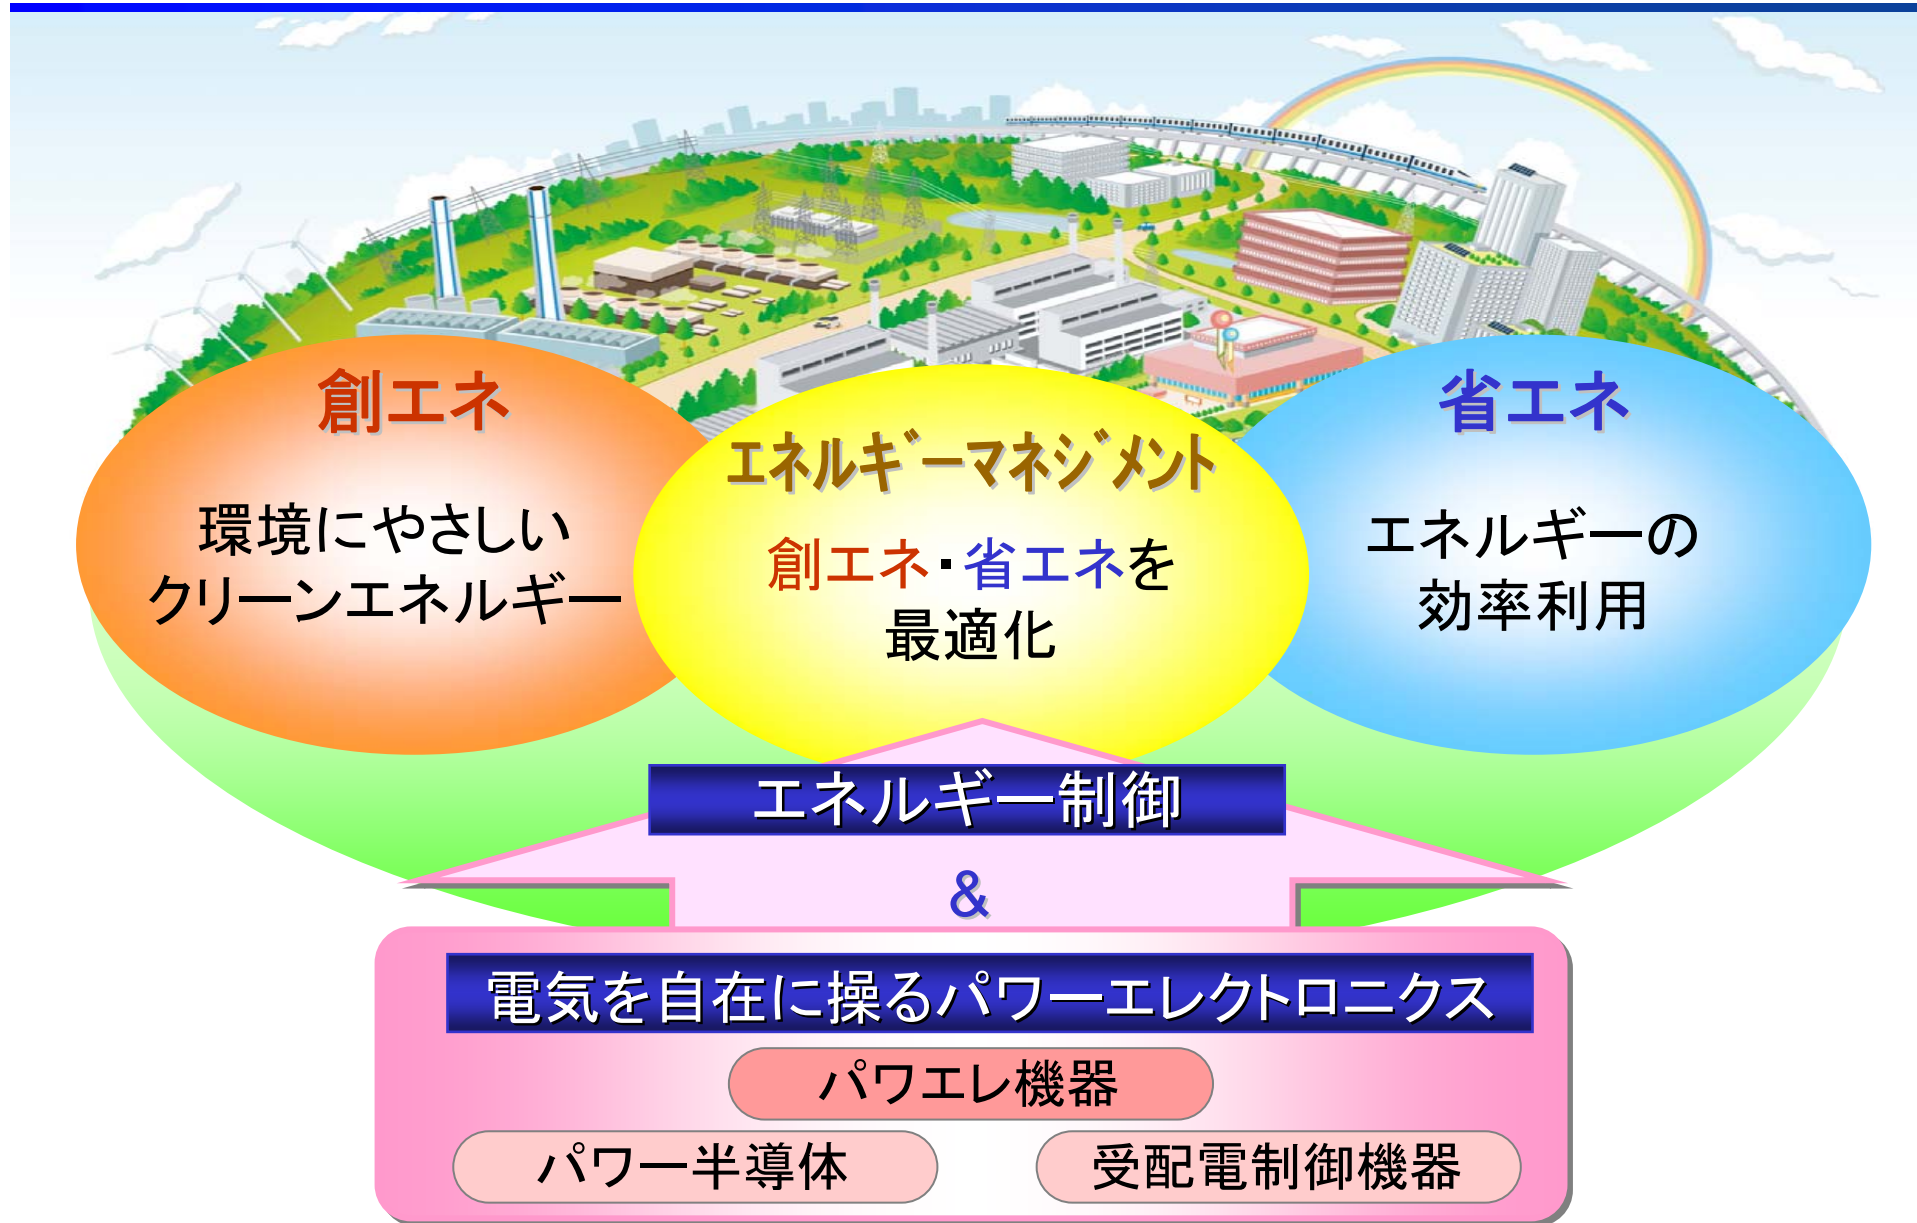 創エネ
環境にやさしい
クリーンエネルギー
エネルギーマネジメント
創エネ・省エネを
最適化
省エネ
エネルギーの
効率利用
エネルギー制御
&
電気を自在に操るパワーエレクトロニクス
パワエレ機器
パワー半導体
受配電制御機器